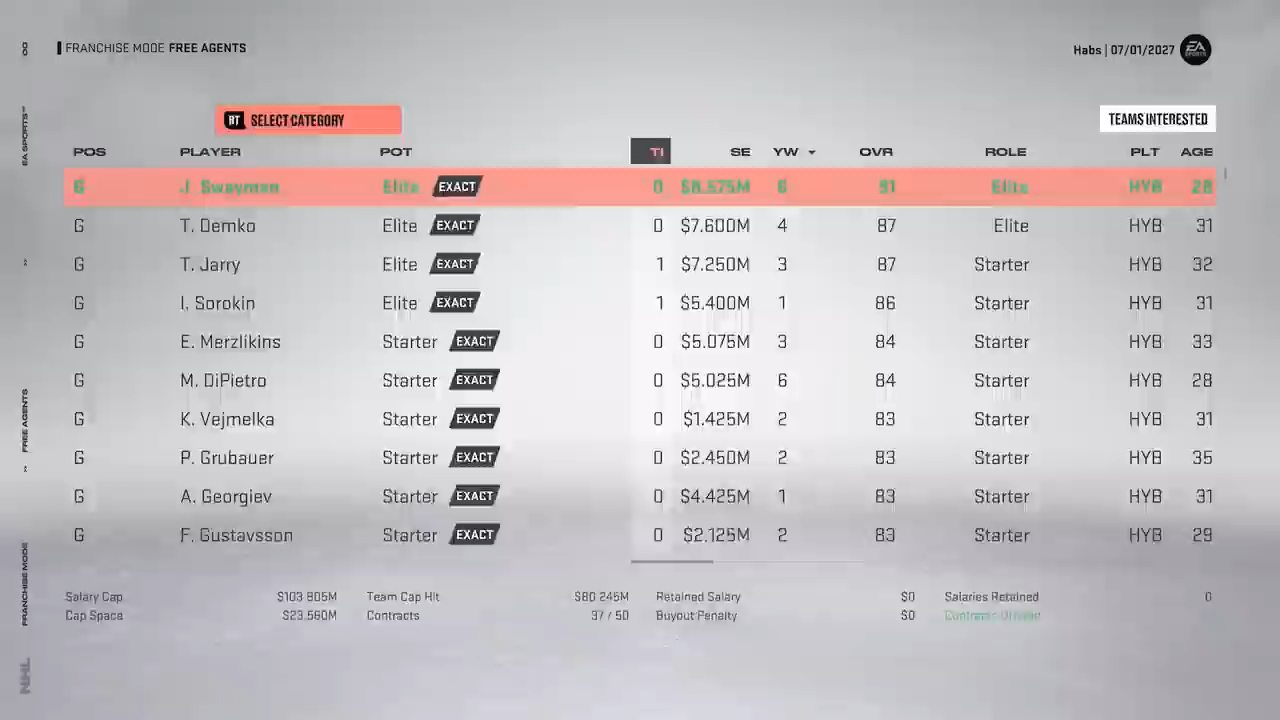 FRANCHISE MODE FREE AGENTS
Habs | 07/01/2027
EA SPORTS
RT SELECT CATEGORY
TEAMS INTERESTED
POS PLAYER POT TI SE YW OVR ROLE PLT AGE
G J. Swayman Elite EXACT 0 $8.575M 6 91 Elite HYB 28
G T. Demko Elite EXACT 0 $7.600M 4 87 Elite HYB 31
G T. Jarry Elite EXACT 1 $7.250M 3 87 Starter HYB 32
G I. Sorokin Elite EXACT 1 $5.400M 1 86 Starter HYB 31
G E. Merzlikins Starter EXACT 0 $5.075M 3 84 Starter HYB 33
G M. DiPietro Starter EXACT 0 $5.025M 6 84 Starter HYB 28
G K. Vejmelka Starter EXACT 0 $1.425M 2 83 Starter HYB 31
G P. Grubauer Starter EXACT 0 $2.450M 2 83 Starter HYB 35
G A. Georgiev Starter EXACT 0 $4.425M 1 83 Starter HYB 31
G F. Gustavsson Starter EXACT 0 $2.125M 2 83 Starter HYB 29
Salary Cap $103.805M Team Cap Hit $80.245M Retained Salary $0 Salaries Retained 0
Cap Space $23.560M Contracts 37 / 50 Buyout Penalty $0 Contracts Offered
NHL FRANCHISE MODE >> FREE AGENTS >> EA SPORTS™